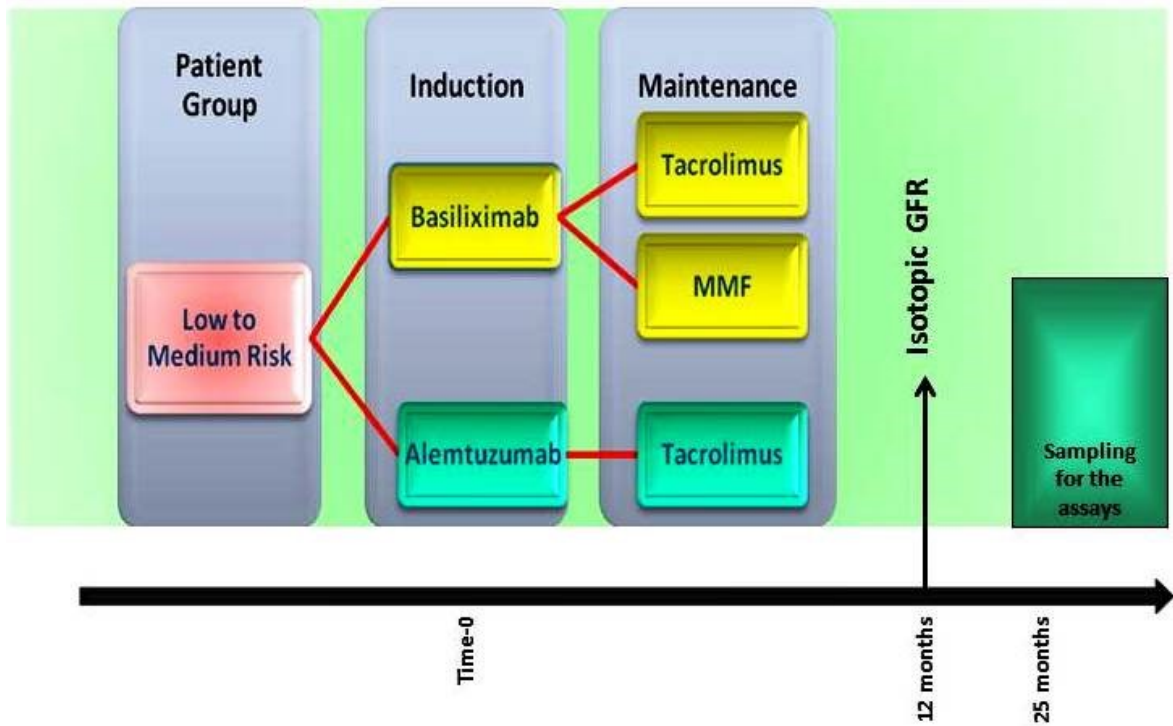 Patient
Group
Induction
Maintenance
Low to
Medium Risk
Basiliximab
Tacrolimus
MMF
Alemtuzumab
Tacrolimus
Isotopic GFR
Sampling
for the
assays
Time-0
12 months
25 months